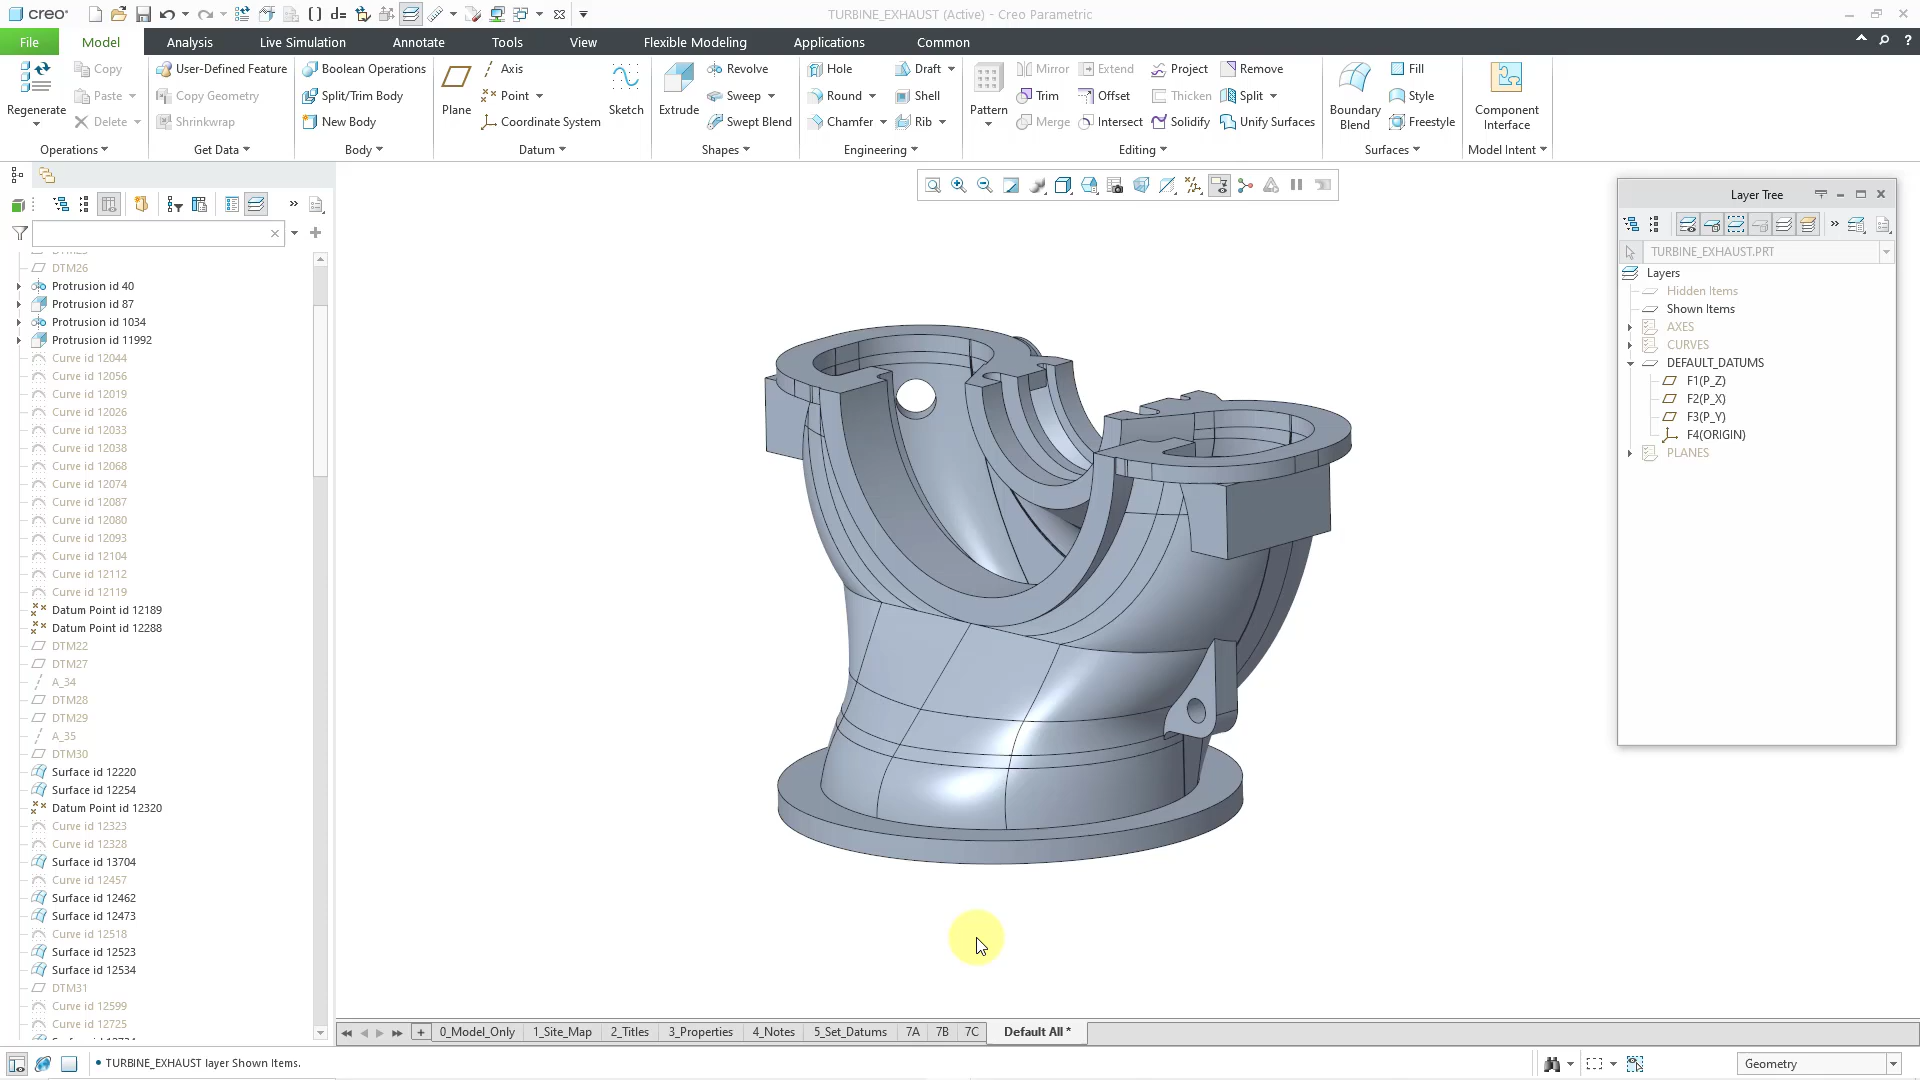 creo
TURBINE_EXHAUST (Active) - Creo Parametric
File
Model
Analysis
Live Simulation
Annotate
Tools
View
Flexible Modeling
Applications
Common
Regenerate
Copy
Paste
Delete
Operations
User-Defined Feature
Copy Geometry
Shrinkwrap
Get Data
Boolean Operations
Split/Trim Body
New Body
Body
Plane
Axis
Point
Coordinate System
Sketch
Datum
Extrude
Revolve
Sweep
Swept Blend
Shapes
Hole
Round
Chamfer
Draft
Shell
Rib
Engineering
Pattern
Mirror
Extend
Project
Remove
Trim
Offset
Thicken
Split
Merge
Intersect
Solidify
Unify Surfaces
Editing
Boundary
Blend
Fill
Style
Freestyle
Surfaces
Component
Interface
Model Intent
DTM26
Protrusion id 40
Protrusion id 87
Protrusion id 1034
Protrusion id 11992
Curve id 12044
Curve id 12056
Curve id 12019
Curve id 12026
Curve id 12033
Curve id 12038
Curve id 12068
Curve id 12074
Curve id 12087
Curve id 12080
Curve id 12093
Curve id 12104
Curve id 12112
Curve id 12119
Datum Point id 12189
Datum Point id 12288
DTM22
DTM27
A_34
DTM28
DTM29
A_35
DTM30
Surface id 12220
Surface id 12254
Datum Point id 12320
Curve id 12323
Curve id 12328
Surface id 13704
Curve id 12457
Surface id 12462
Surface id 12473
Curve id 12518
Surface id 12523
Surface id 12534
DTM31
Curve id 12599
Curve id 12725
Layer Tree
TURBINE_EXHAUST.PRT
Layers
Hidden Items
Shown Items
AXES
CURVES
DEFAULT_DATUMS
F1(P_Z)
F2(P_X)
F3(P_Y)
F4(ORIGIN)
PLANES
0_Model_Only
1_Site_Map
2_Titles
3_Properties
4_Notes
5_Set_Datums
7A
7B
7C
Default All *
• TURBINE_EXHAUST layer Shown Items.
Geometry